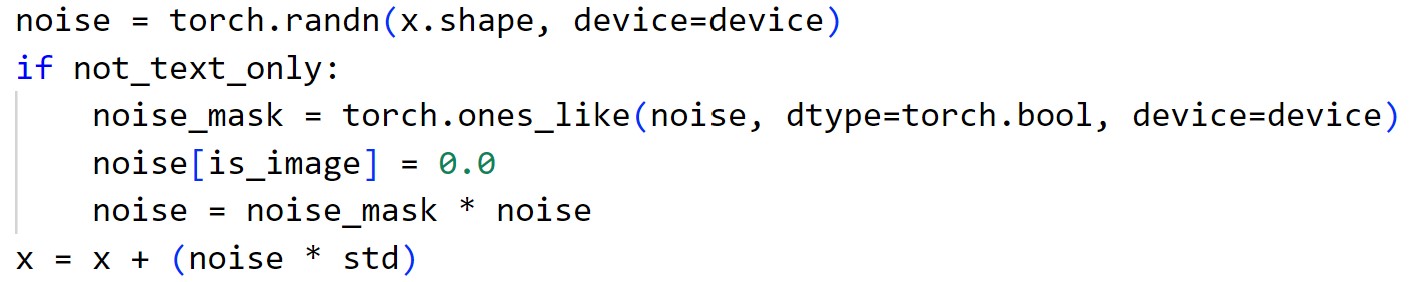 noise = torch.randn(x.shape, device=device)
if not_text_only:
    noise_mask = torch.ones_like(noise, dtype=torch.bool, device=device)
    noise[is_image] = 0.0
    noise = noise_mask * noise
x = x + (noise * std)